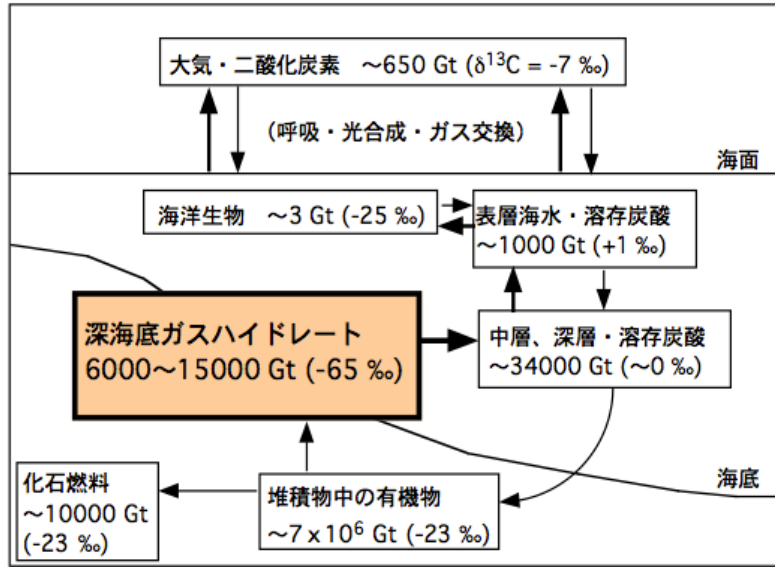 大気・二酸化炭素 ~650 Gt (δ¹³C = -7 ‰)
(呼吸・光合成・ガス交換)
海面
海洋生物 ~3 Gt (-25 ‰)
表層海水・溶存炭酸
~1000 Gt (+1 ‰)
深海底ガスハイドレート
6000~15000 Gt (-65 ‰)
中層、深層・溶存炭酸
~34000 Gt (~0 ‰)
海底
化石燃料
~10000 Gt
(-23 ‰)
堆積物中の有機物
~7 x 10⁶ Gt (-23 ‰)